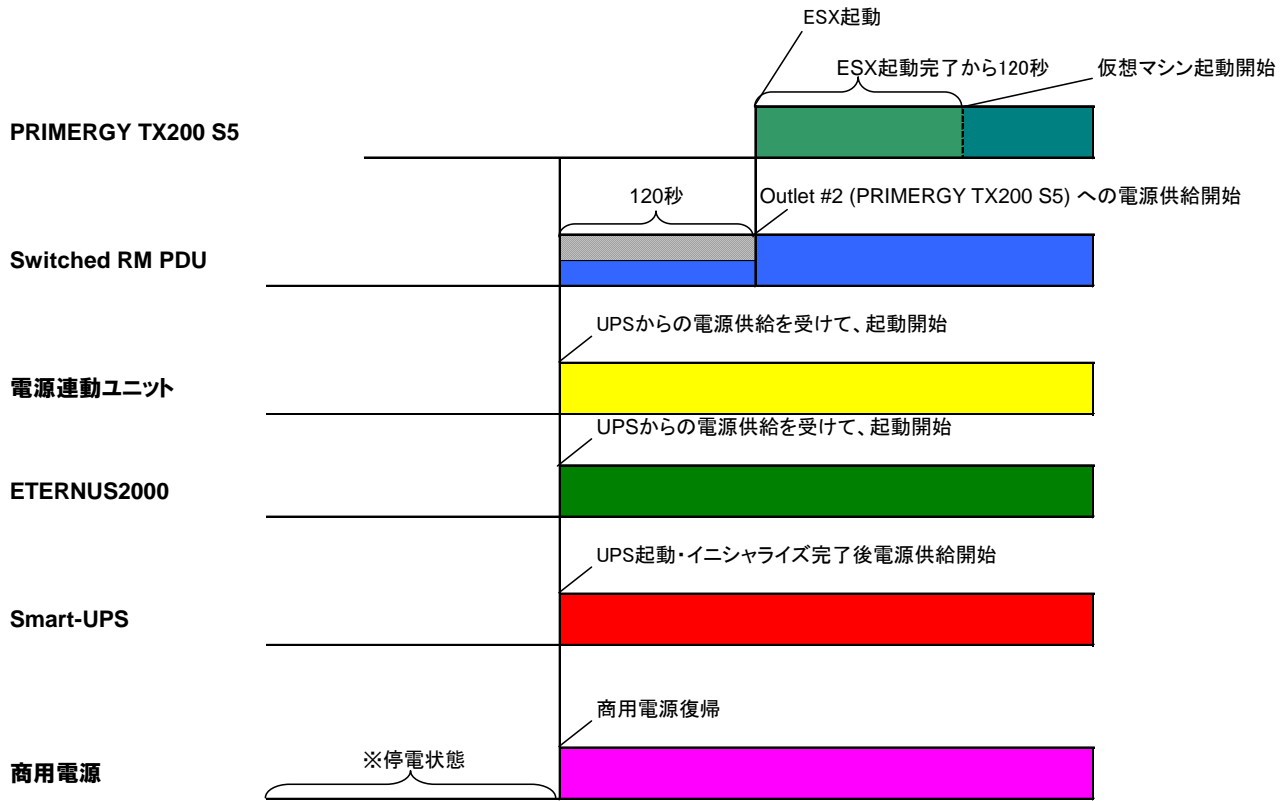 ESX起動
ESX起動完了から120秒
仮想マシン起動開始
PRIMERGY TX200 S5
120秒
Outlet #2 (PRIMERGY TX200 S5) への電源供給開始
Switched RM PDU
UPSからの電源供給を受けて、起動開始
電源連動ユニット
UPSからの電源供給を受けて、起動開始
ETERNUS2000
UPS起動・イニシャライズ完了後電源供給開始
Smart-UPS
商用電源復帰
※停電状態
商用電源